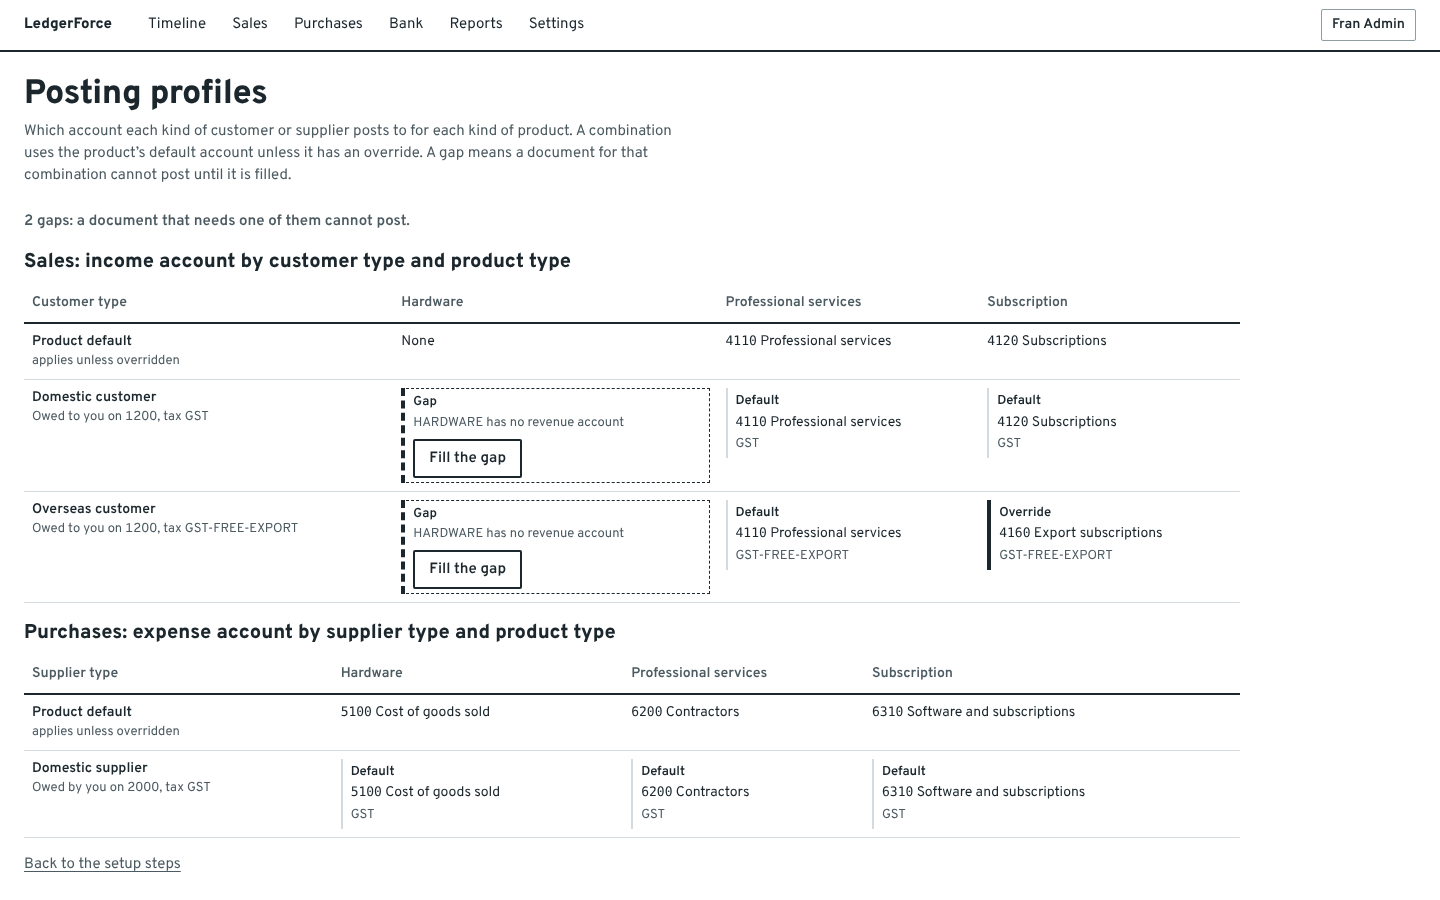 LedgerForce Timeline Sales Purchases Bank Reports Settings Fran Admin
Posting profiles
Which account each kind of customer or supplier posts to for each kind of product. A combination
uses the product's default account unless it has an override. A gap means a document for that
combination cannot post until it is filled.
2 gaps: a document that needs one of them cannot post.
Sales: income account by customer type and product type
Customer type Hardware Professional services Subscription
Product default None 4110 Professional services 4120 Subscriptions
applies unless overridden
Domestic customer Gap Default Default
Owed to you on 1200, tax GST HARDWARE has no revenue account 4110 Professional services 4120 Subscriptions
GST GST
Fill the gap
Overseas customer Gap Default Override
Owed to you on 1200, tax GST-FREE-EXPORT HARDWARE has no revenue account 4110 Professional services 4160 Export subscriptions
GST-FREE-EXPORT GST-FREE-EXPORT
Fill the gap
Purchases: expense account by supplier type and product type
Supplier type Hardware Professional services Subscription
Product default 5100 Cost of goods sold 6200 Contractors 6310 Software and subscriptions
applies unless overridden
Domestic supplier Default Default Default
Owed by you on 2000, tax GST 5100 Cost of goods sold 6200 Contractors 6310 Software and subscriptions
GST GST GST
Back to the setup steps